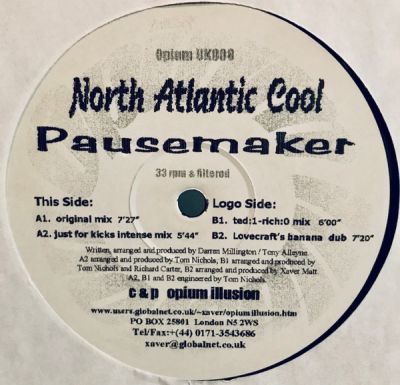 Opium UK008
North Atlantic Cool
Pausemaker
33 rpm & filtered
This Side:
A1. original mix 7'27"
A2. just for kicks intense mix 5'44"
Logo Side:
B1. ted:1-rich:0 mix 6'00"
B2. Lovecraft's banana dub 7'20"
Written, arranged and produced by Darren Millington / Tony Alleyne.
A2 arranged and produced by Tom Nichols, B1 arranged and produced by
Tom Nichols and Richard Carter, B2 arranged and produced by Xaver Matt.
A2, B1 and B2 engineered by Tom Nichols.
c & p opium illusion
www.users.globalnet.co.uk/~xaver/opiumillusion.htm
PO BOX 25801 London N5 2WS
Tel/Fax:+(44) 0171-3543686
xaver@globalnet.co.uk